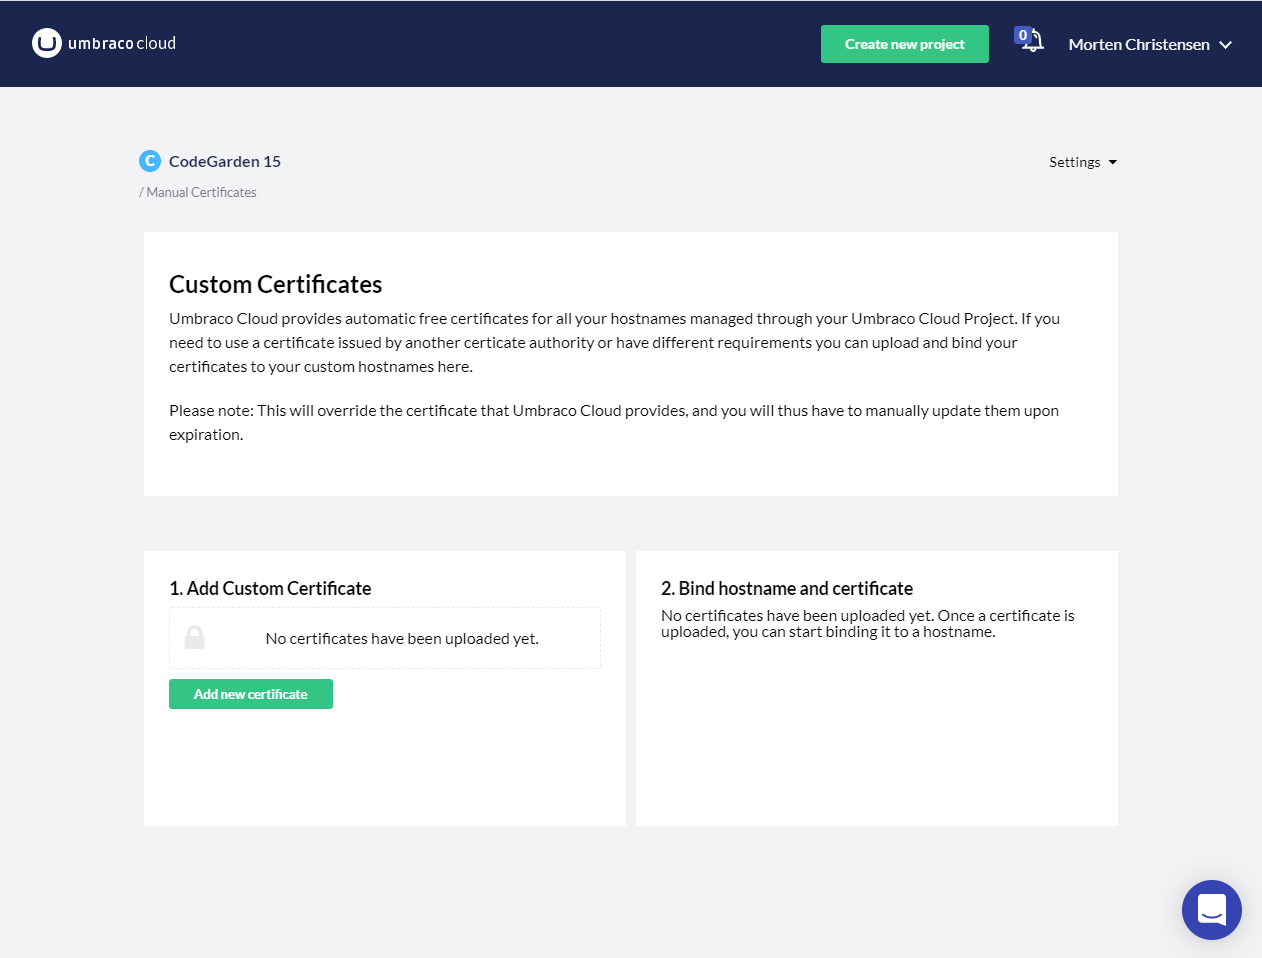 umbraco cloud
Create new project
0
Morten Christensen
C CodeGarden 15
Settings
/ Manual Certificates
Custom Certificates
Umbraco Cloud provides automatic free certificates for all your hostnames managed through your Umbraco Cloud Project. If you
need to use a certificate issued by another certicate authority or have different requirements you can upload and bind your
certificates to your custom hostnames here.
Please note: This will override the certificate that Umbraco Cloud provides, and you will thus have to manually update them upon
expiration.
1. Add Custom Certificate
No certificates have been uploaded yet.
Add new certificate
2. Bind hostname and certificate
No certificates have been uploaded yet. Once a certificate is
uploaded, you can start binding it to a hostname.